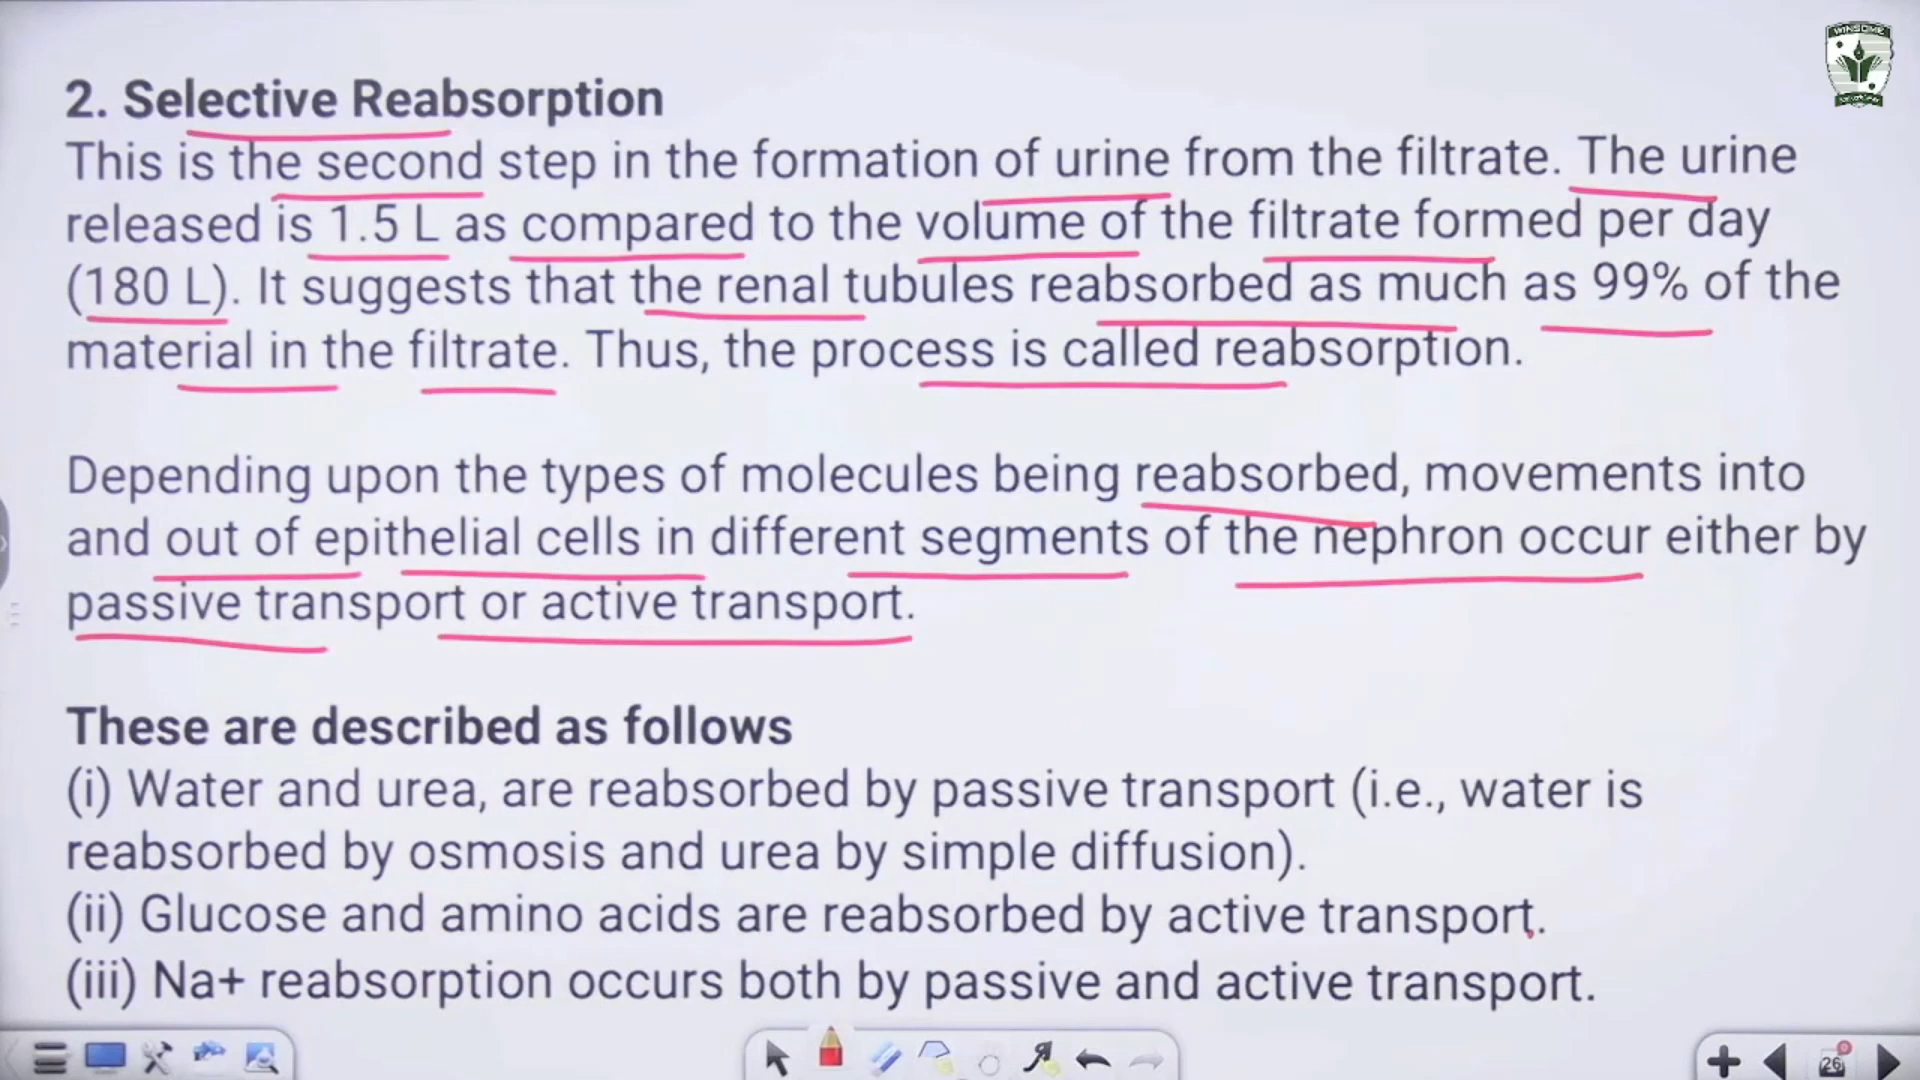 WINSOME
2. Selective Reabsorption
This is the second step in the formation of urine from the filtrate. The urine
released is 1.5 L as compared to the volume of the filtrate formed per day
(180 L). It suggests that the renal tubules reabsorbed as much as 99% of the
material in the filtrate. Thus, the process is called reabsorption.
Depending upon the types of molecules being reabsorbed, movements into
and out of epithelial cells in different segments of the nephron occur either by
passive transport or active transport.
These are described as follows
(i) Water and urea, are reabsorbed by passive transport (i.e., water is
reabsorbed by osmosis and urea by simple diffusion).
(ii) Glucose and amino acids are reabsorbed by active transport.
(iii) Na+ reabsorption occurs both by passive and active transport.
26